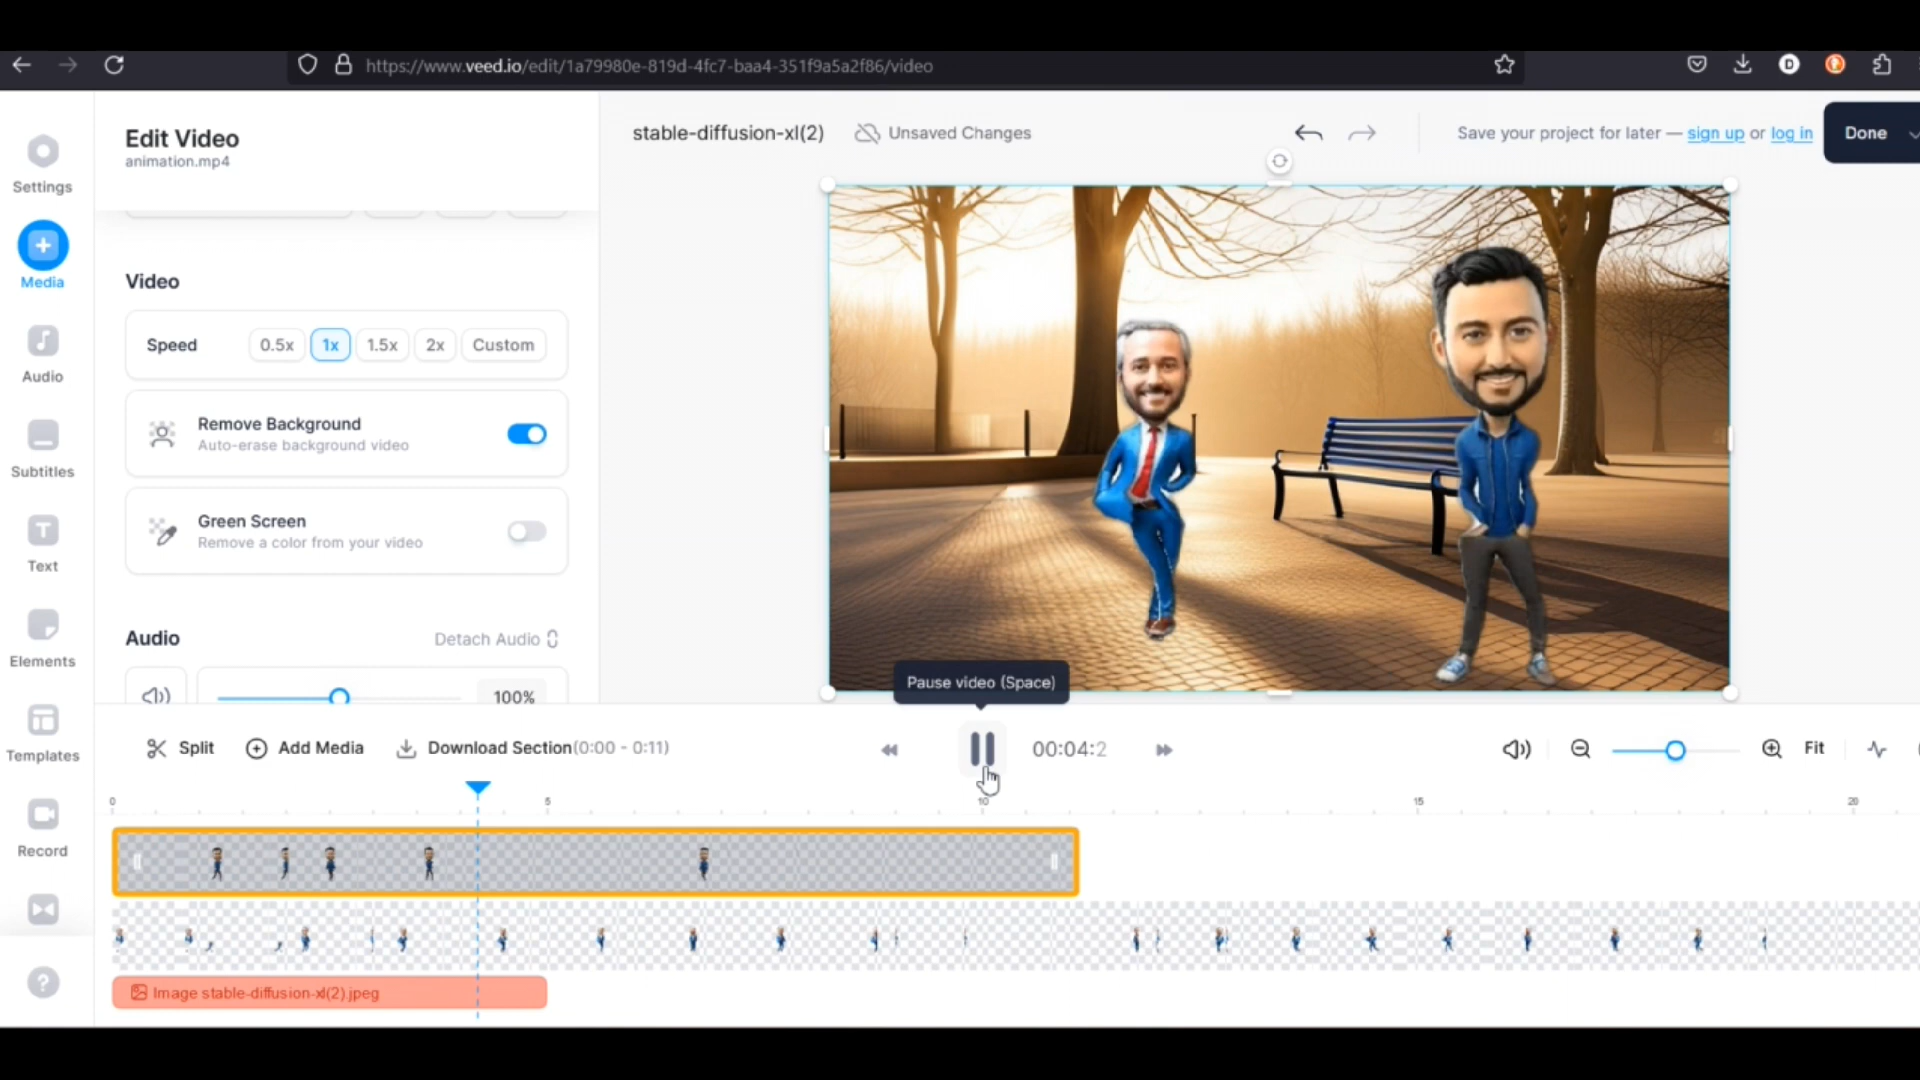 https://www.veed.io/edit/1a79980e-819d-4fc7-baa4-351f9a5a2f86/video
D
Edit Video
animation.mp4
stable-diffusion-xl(2)
Unsaved Changes
Save your project for later — sign up or log in
Done
Settings
Media
Audio
Subtitles
T
Text
Elements
Templates
Record
?
Video
Speed
0.5x
1x
1.5x
2x
Custom
Remove Background
Auto-erase background video
Green Screen
Remove a color from your video
Audio
Detach Audio
100%
Pause video (Space)
Split
Add Media
Download Section(0:00 - 0:11)
00:04:2
Fit
0
5
10
15
20
Image stable-diffusion-xl(2).jpeg